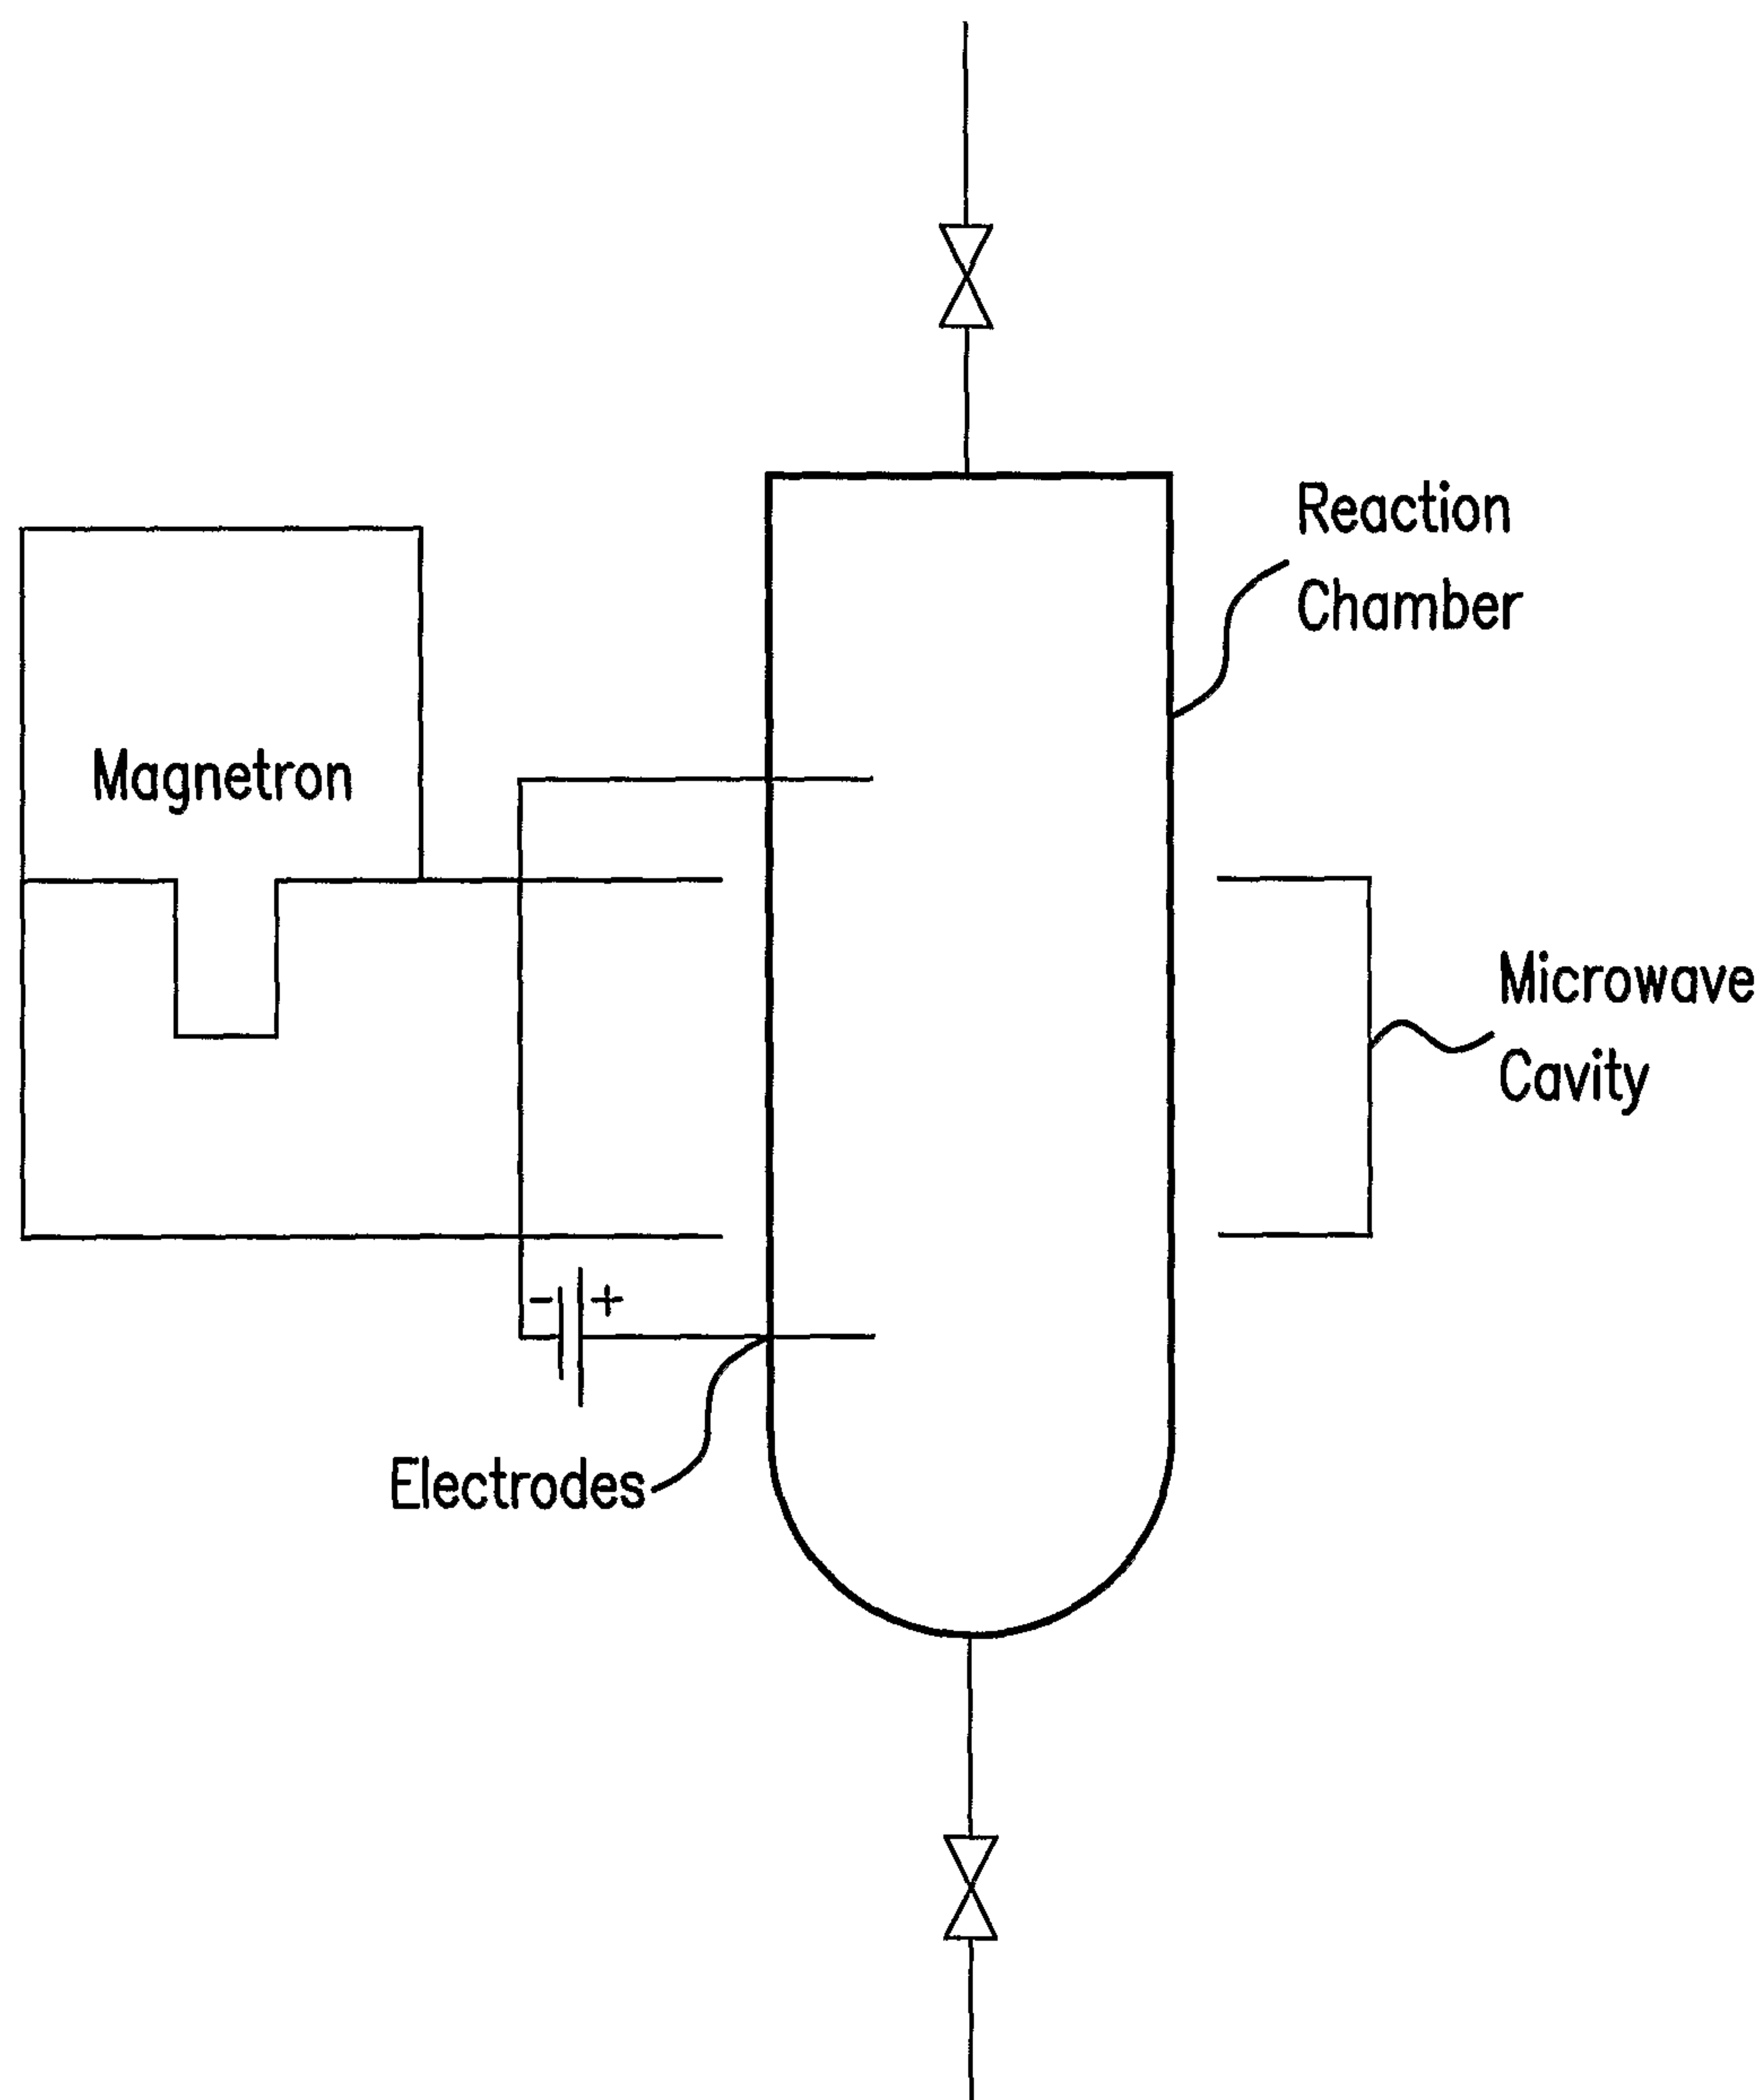 Reaction
Chamber
Magnetron
Microwave
Cavity
- +
Electrodes